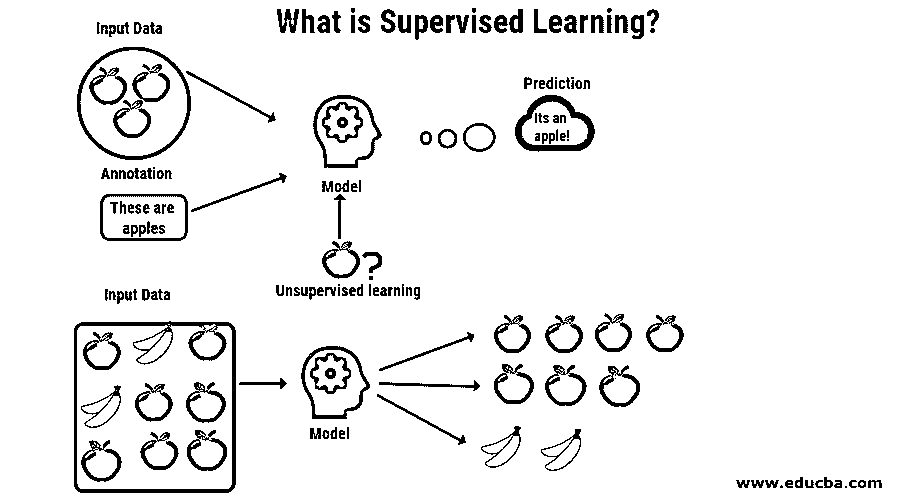 What is Supervised Learning?
Input Data
Annotation
These are
apples
Model
Prediction
Its an
apple!
?
Unsupervised learning
Input Data
Model
www.educba.com